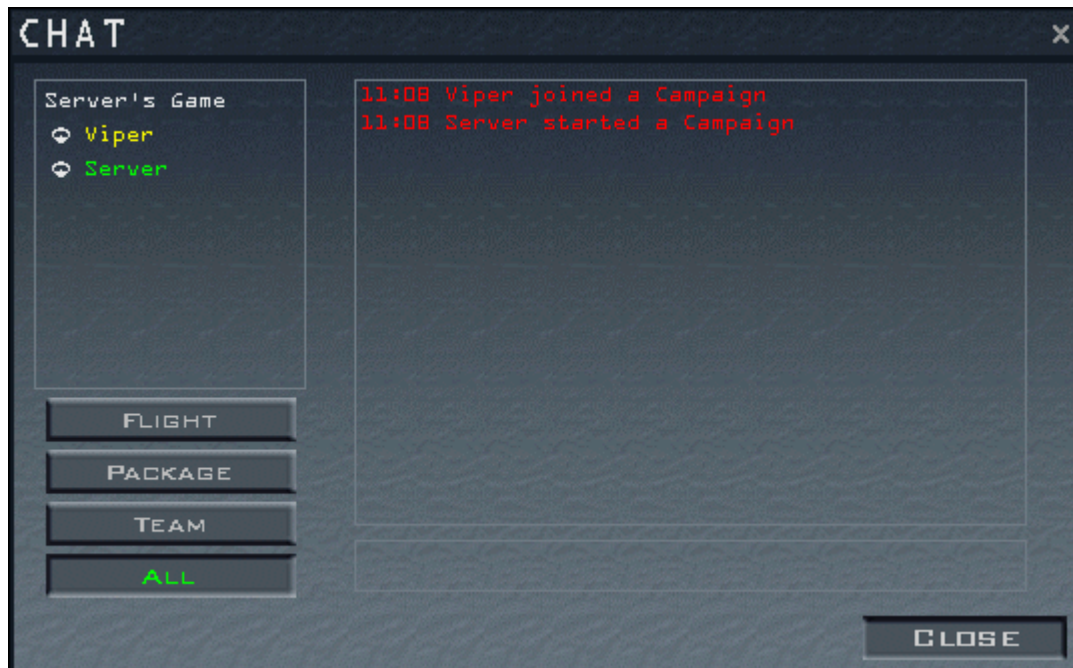 CHAT
x
Server's Game
Viper
Server
11:08 Viper joined a Campaign
11:08 Server started a Campaign
FLIGHT
PACKAGE
TEAM
ALL
CLOSE